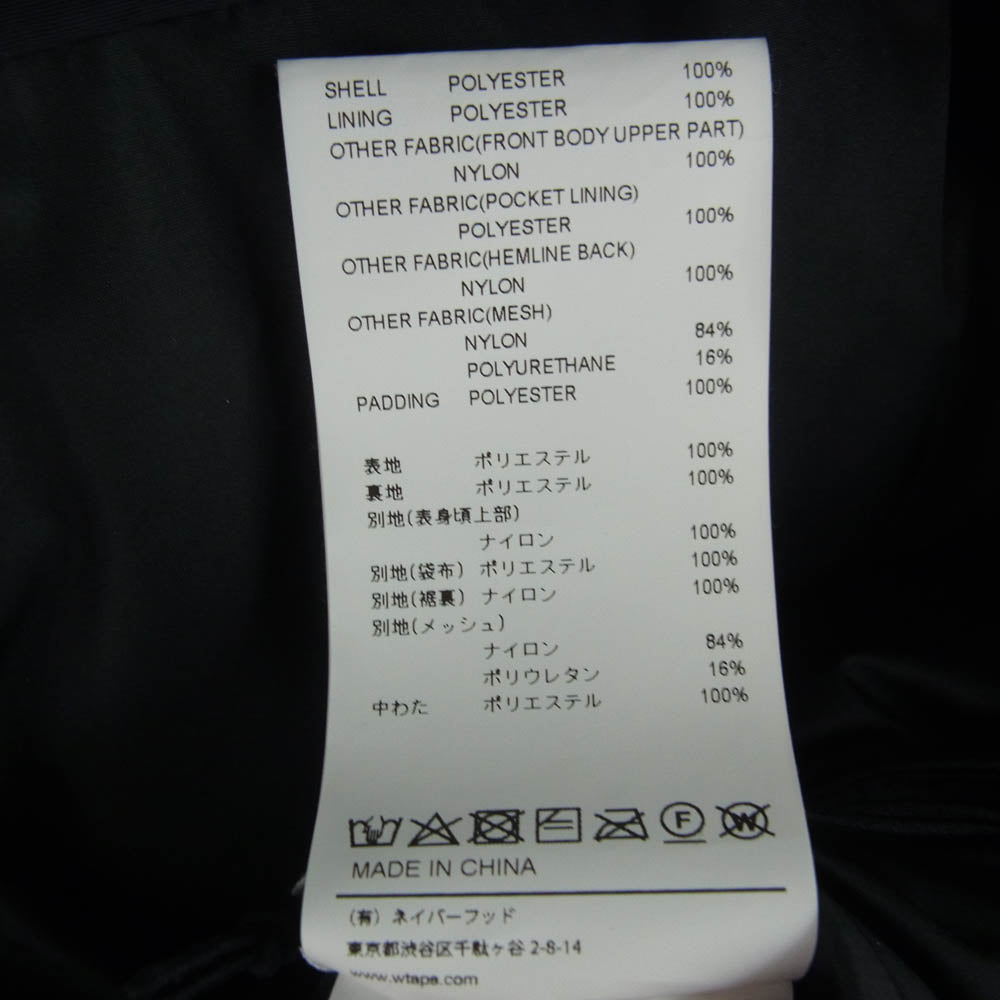 SHELL POLYESTER 100%
LINING POLYESTER 100%
OTHER FABRIC(FRONT BODY UPPER PART)
NYLON 100%
OTHER FABRIC(POCKET LINING)
POLYESTER 100%
OTHER FABRIC(HEMLINE BACK)
NYLON 100%
OTHER FABRIC(MESH)
NYLON 84%
POLYURETHANE 16%
PADDING POLYESTER 100%
表地 ポリエステル 100%
裏地 ポリエステル 100%
別地(表身頃上部)
ナイロン 100%
別地(袋布) ポリエステル 100%
別地(裾裏) ナイロン 100%
別地(メッシュ)
ナイロン 84%
ポリウレタン 16%
中わた ポリエステル 100%
F W
MADE IN CHINA
(有) ネイバーフッド
東京都渋谷区千駄ヶ谷 2-8-14
www.wtaps.com